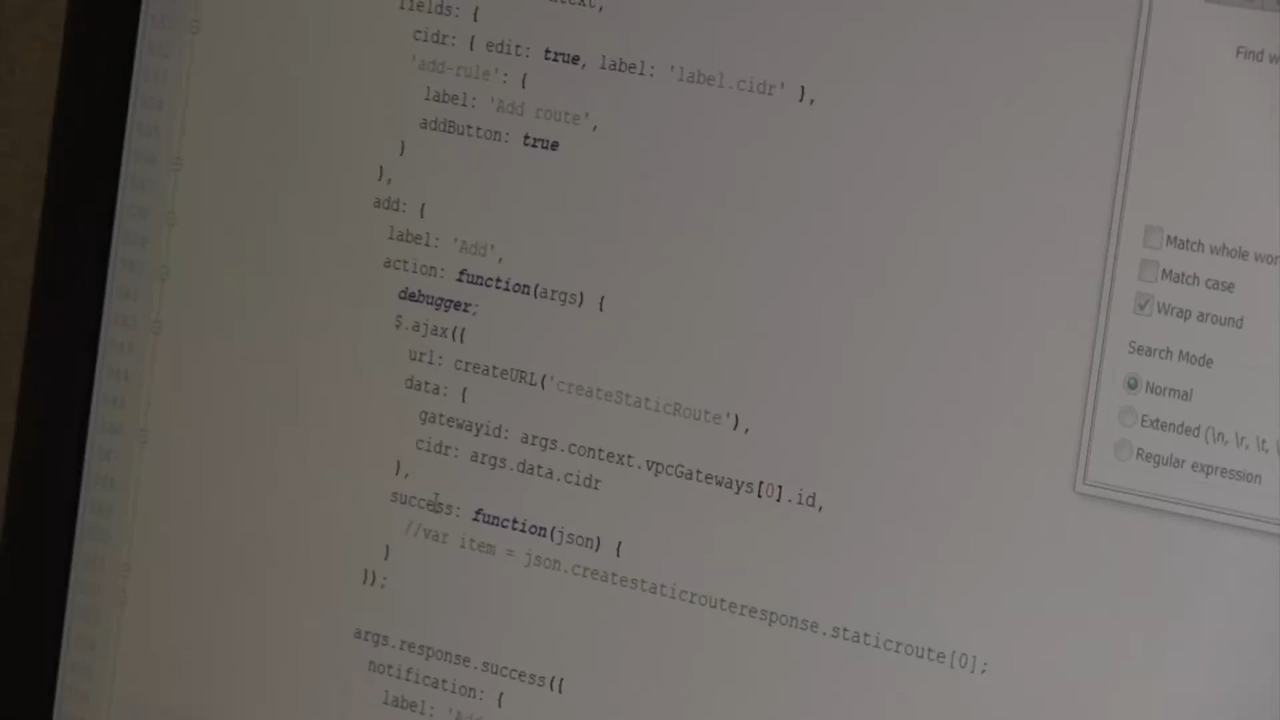 fields: {
cidr: { edit: true, label: 'label.cidr' },
'add-rule': {
label: 'Add route',
addButton: true
}
},
add: {
label: 'Add',
action: function(args) {
debugger;
$.ajax({
url: createURL('createStaticRoute'),
data: {
gatewayid: args.context.vpcGateways[0].id,
cidr: args.data.cidr
},
success: function(json) {
//var item = json.createstaticrouteresponse.staticroute[0];
}
});
args.response.success({
notification: {
label:
Find
Match whole
Match case
Wrap around
Search Mode
Normal
Extended (\n, \r, \t,
Regular expression